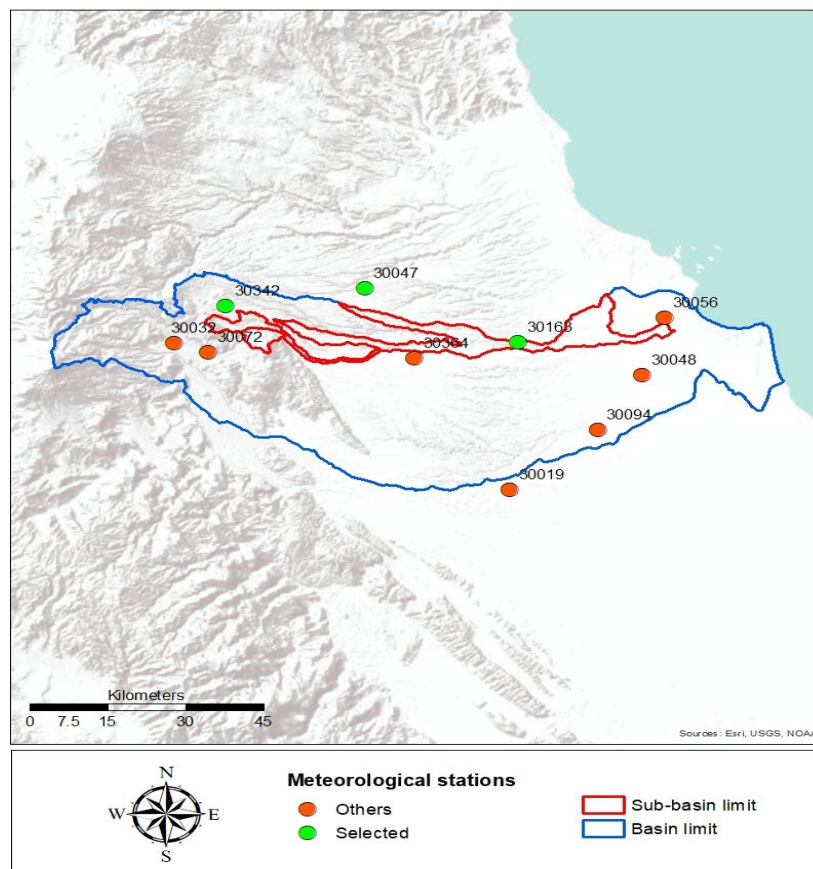 30047
30342
30056
30032
30072
30163
30364
30048
30094
30019
Kilometers
0 7.5 15 30 45
Sources: Esri, USGS, NOAA
N
W E
S
Meteorological stations
Others
Selected
Sub-basin limit
Basin limit